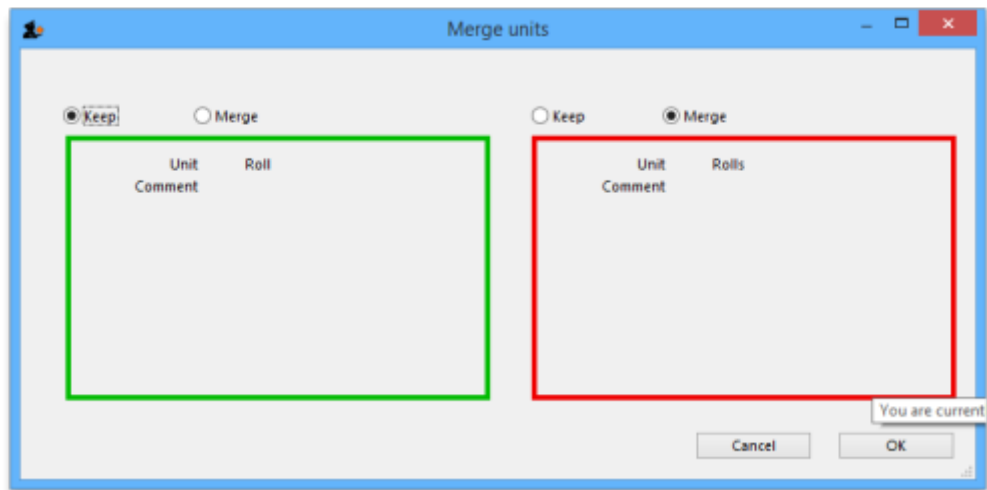 Merge units
Keep Merge Keep Merge
Unit Roll
Comment
Unit Rolls
Comment
You are current
Cancel OK